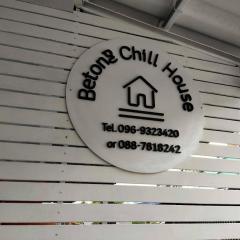 Betong Chill House
Tel. 096-9323420
or 088-7818242